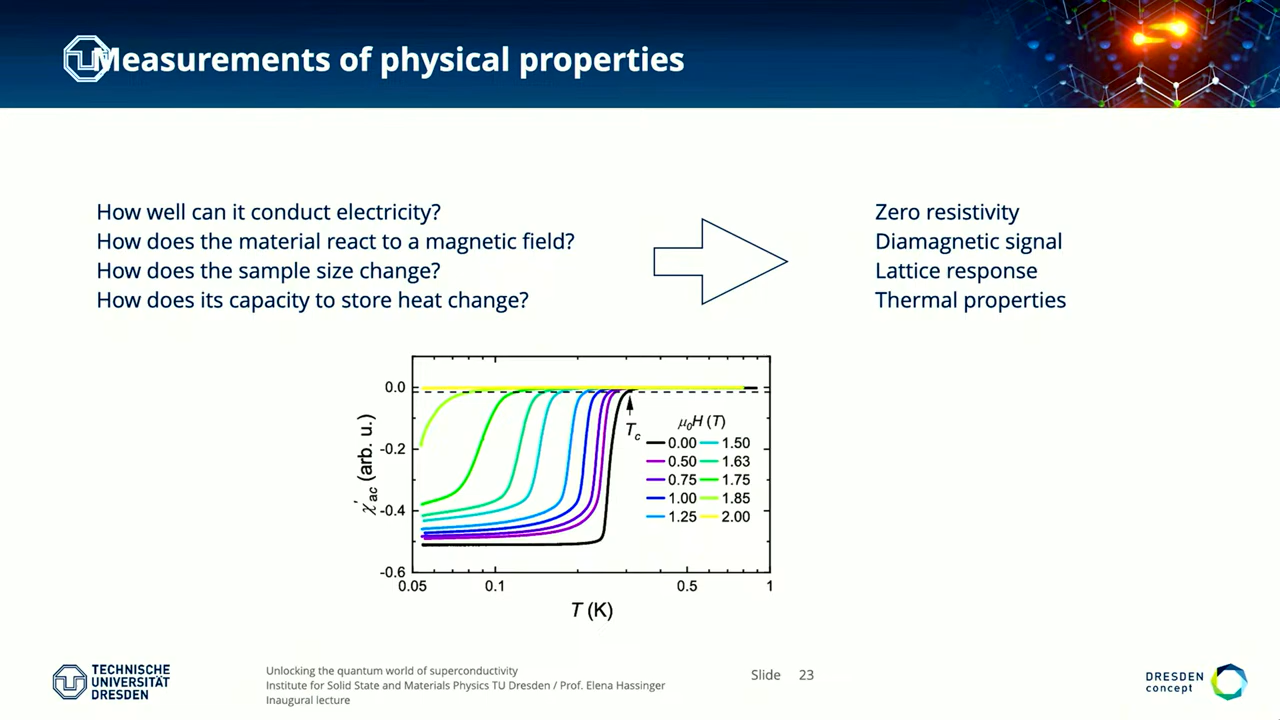 Measurements of physical properties
How well can it conduct electricity?
How does the material react to a magnetic field?
How does the sample size change?
How does its capacity to store heat change?
Zero resistivity
Diamagnetic signal
Lattice response
Thermal properties
0.0
-0.2
-0.4
-0.6
χ'ac (arb. u.)
Tc
μ0H (T)
0.00 1.50
0.50 1.63
0.75 1.75
1.00 1.85
1.25 2.00
0.05 0.1 0.5 1
T (K)
TECHNISCHE
UNIVERSITÄT
DRESDEN
Unlocking the quantum world of superconductivity
Institute for Solid State and Materials Physics TU Dresden / Prof. Elena Hassinger
Inaugural lecture
Slide 23
DRESDEN
concept